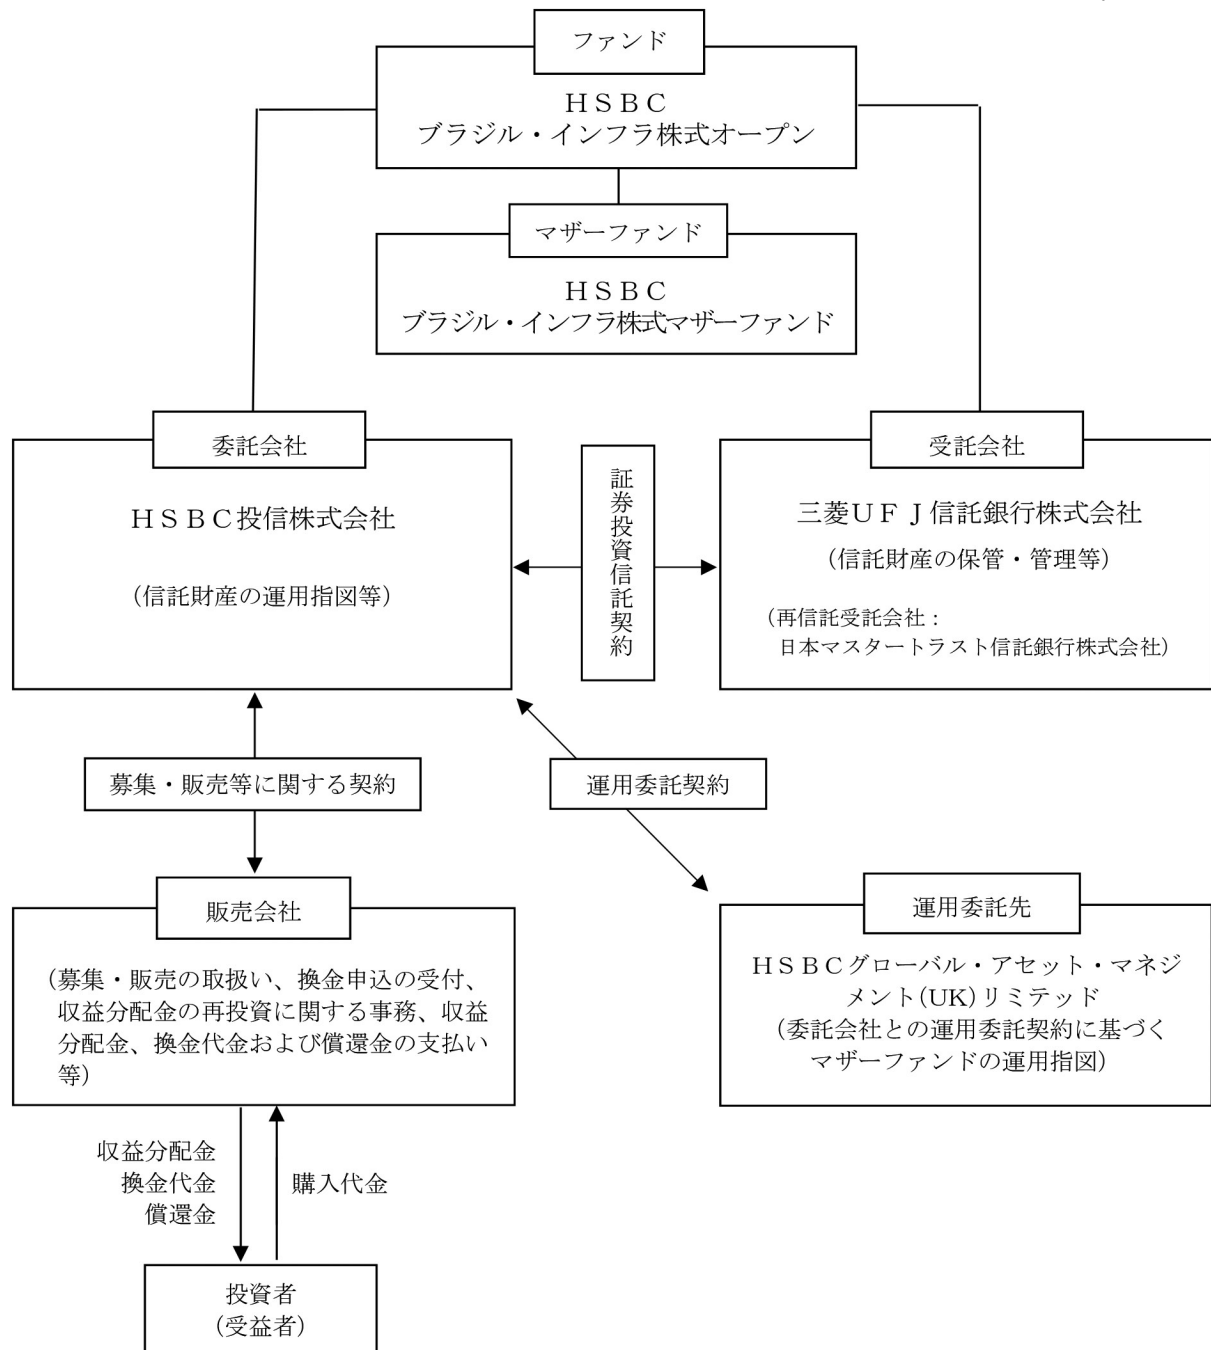 ファンド
ＨＳＢＣ
ブラジル・インフラ株式オープン
マザーファンド
ＨＳＢＣ
ブラジル・インフラ株式マザーファンド
委託会社
ＨＳＢＣ投信株式会社
（信託財産の運用指図等）
証券投資信託契約
受託会社
三菱ＵＦＪ信託銀行株式会社
（信託財産の保管・管理等）
（再信託受託会社：
日本マスタートラスト信託銀行株式会社）
募集・販売等に関する契約
運用委託契約
販売会社
（募集・販売の取扱い、換金申込の受付、
収益分配金の再投資に関する事務、収益
分配金、換金代金および償還金の支払い
等）
運用委託先
ＨＳＢＣグローバル・アセット・マネジ
メント（UK）リミテッド
（委託会社との運用委託契約に基づく
マザーファンドの運用指図）
収益分配金
換金代金
償還金
購入代金
投資者
（受益者）